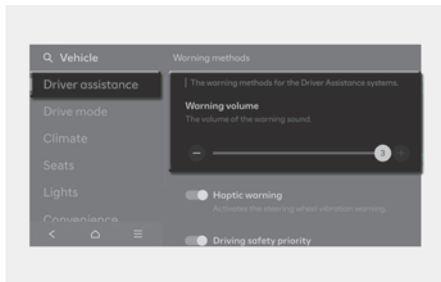 Vehicle
Warning methods
Driver assistance
The warning methods for the Driver Assistance systems.
Drive mode
Warning volume
The volume of the warning sound.
Climate
3
Seats
Lights
Haptic warning
Activates the steering wheel vibration warning.
Convenience
Driving safety priority